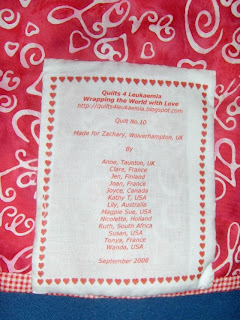 Quilts 4 Leukaemia
Wrapping the World with Love
http://quilts4leukaemia.blogspot.com
Quilt No.10
Made for Zachary, Wolverhampton, UK
By
Anne, Taunton, UK
Clare, France
Jen, Finland
Joan, France
Joyce, Canada
Kathy T, USA
Lily, Australia
Magpie Sue, USA
Nicolette, Holland
Ruth, South Africa
Susan, USA
Tonya, France
Wanda, USA
September 2008